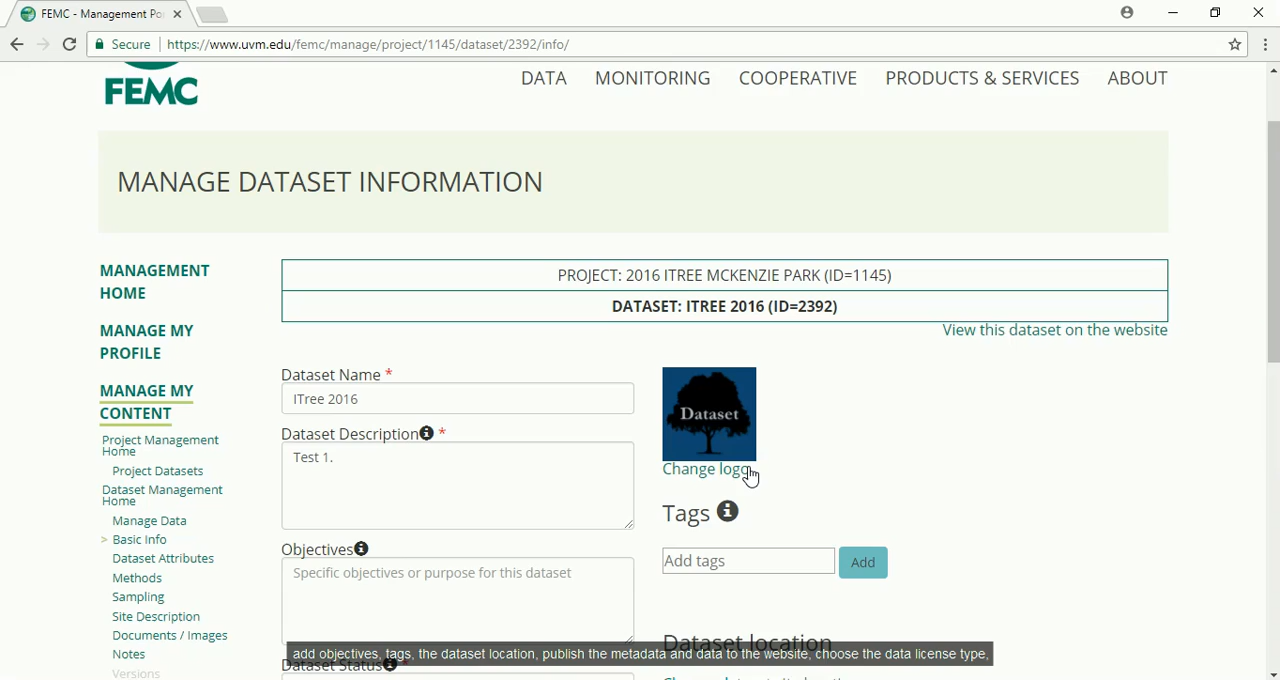 FEMC - Management Po
Secure
https://www.uvm.edu/femc/manage/project/1145/dataset/2392/info/
FEMC
DATA MONITORING COOPERATIVE PRODUCTS & SERVICES ABOUT
MANAGE DATASET INFORMATION
MANAGEMENT
HOME
MANAGE MY
PROFILE
MANAGE MY
CONTENT
Project Management
Home
Project Datasets
Dataset Management
Home
Manage Data
> Basic Info
Dataset Attributes
Methods
Sampling
Site Description
Documents / Images
Notes
Versions
PROJECT: 2016 ITREE MCKENZIE PARK (ID=1145)
DATASET: ITREE 2016 (ID=2392)
View this dataset on the website
Dataset Name *
ITree 2016
Dataset Description *
Test 1.
Objectives
Specific objectives or purpose for this dataset
Dataset Status
Dataset
Change logo
Tags
Add tags
Add
Dataset location
add objectives, tags, the dataset location, publish the metadata and data to the website, choose the data license type,